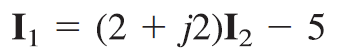 I₁ = (2 + j2)I₂ − 5